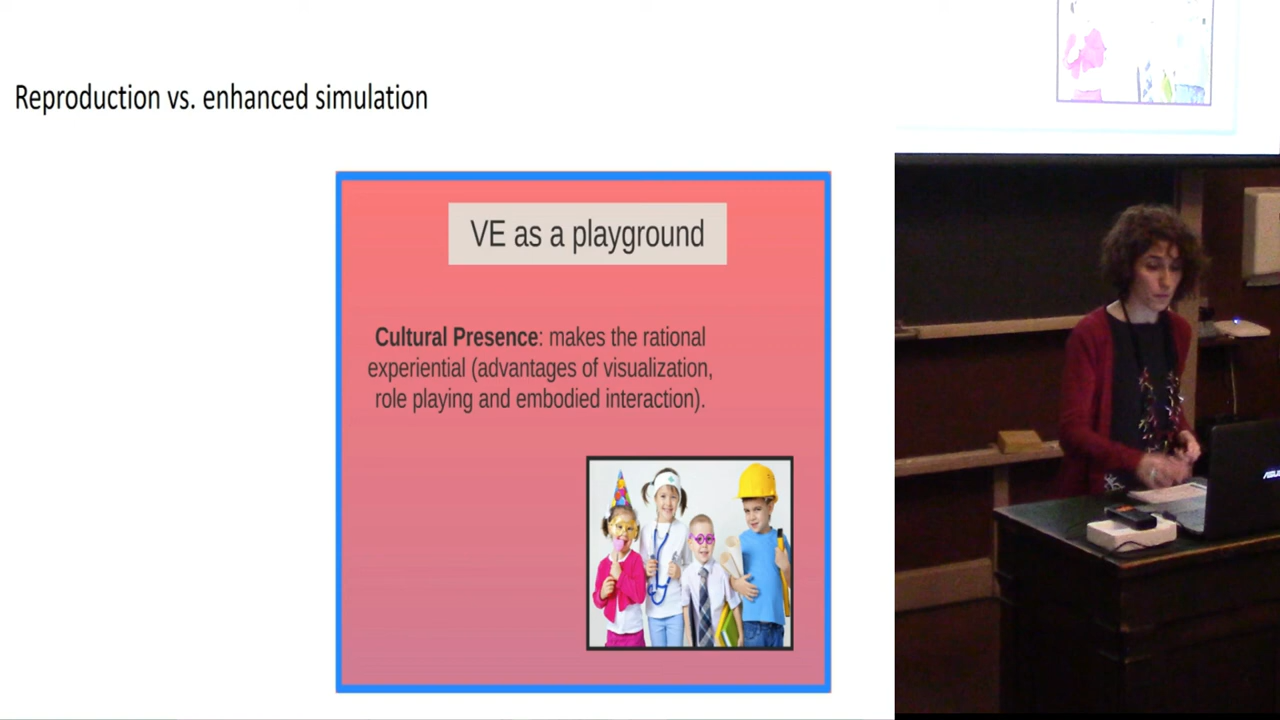 Reproduction vs. enhanced simulation
VE as a playground
Cultural Presence: makes the rational
experiential (advantages of visualization,
role playing and embodied interaction).